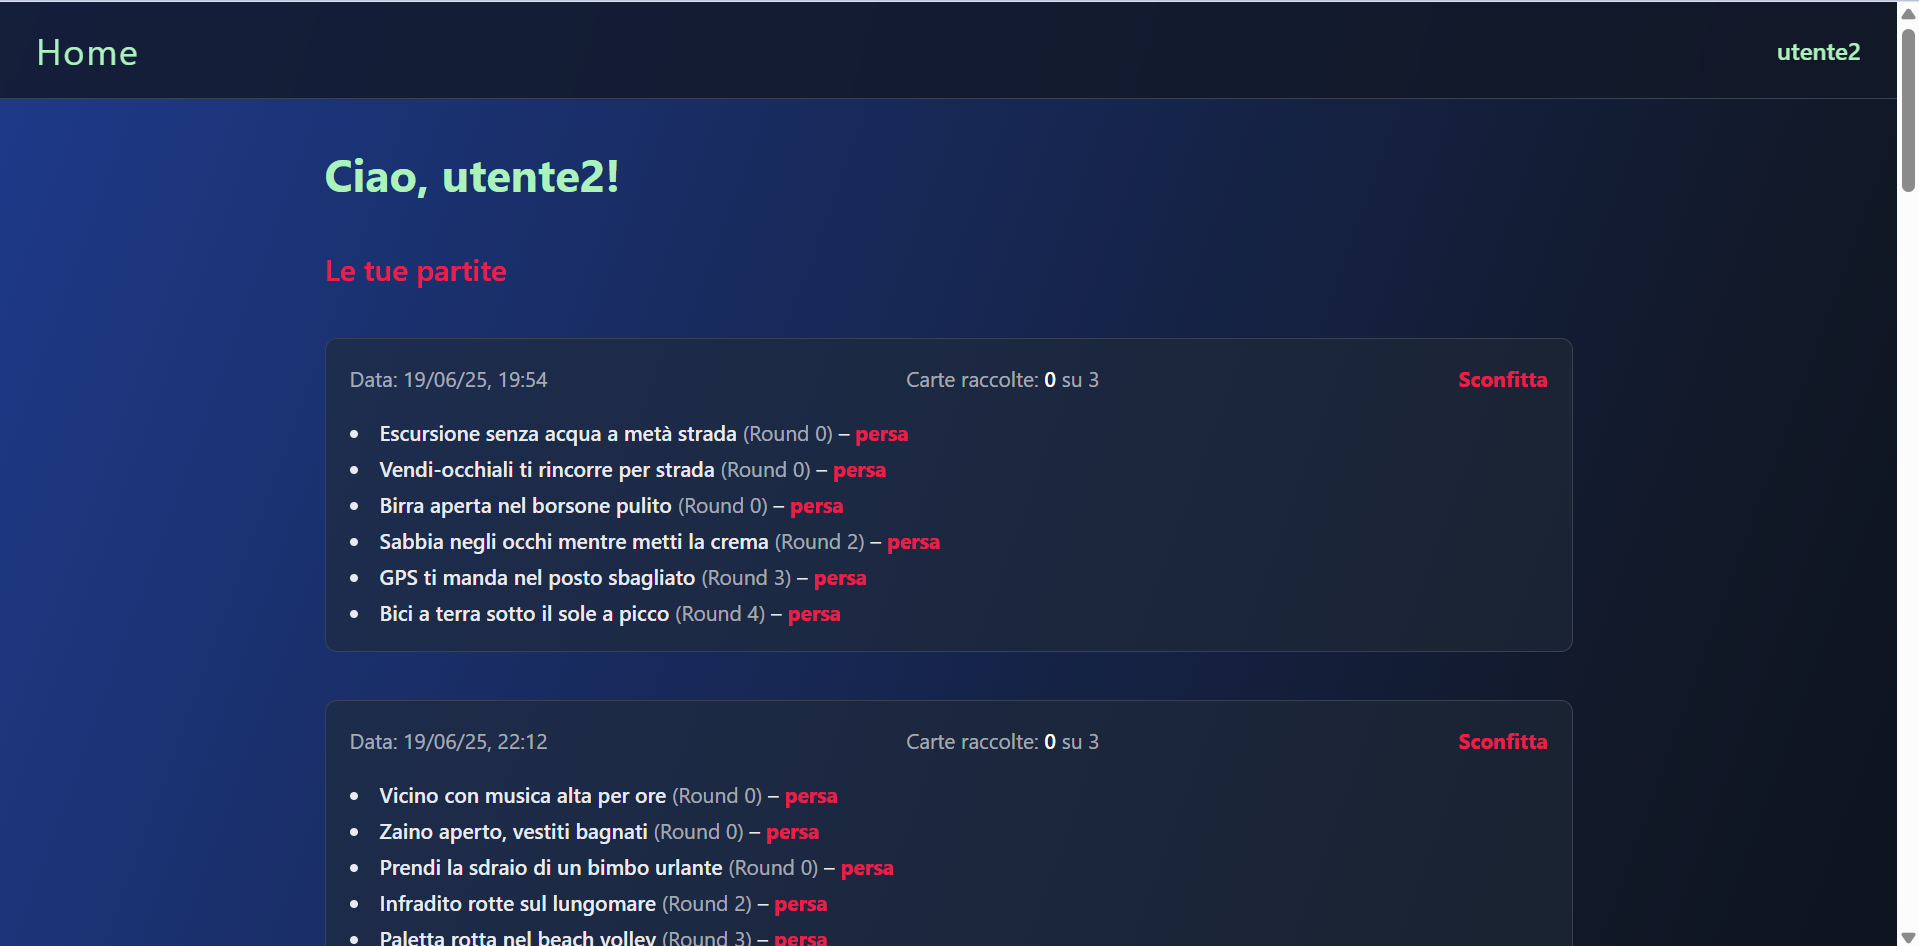 Home
utente2
Ciao, utente2!
Le tue partite
Data: 19/06/25, 19:54
Carte raccolte: 0 su 3
Sconfitta
Escursione senza acqua a metà strada (Round 0) – persa
Vendi-occhiali ti rincorre per strada (Round 0) – persa
Birra aperta nel borsone pulito (Round 0) – persa
Sabbia negli occhi mentre metti la crema (Round 2) – persa
GPS ti manda nel posto sbagliato (Round 3) – persa
Bici a terra sotto il sole a picco (Round 4) – persa
Data: 19/06/25, 22:12
Carte raccolte: 0 su 3
Sconfitta
Vicino con musica alta per ore (Round 0) – persa
Zaino aperto, vestiti bagnati (Round 0) – persa
Prendi la sdraio di un bimbo urlante (Round 0) – persa
Infradito rotte sul lungomare (Round 2) – persa
Paletta rotta nel beach volley (Round 3) – persa